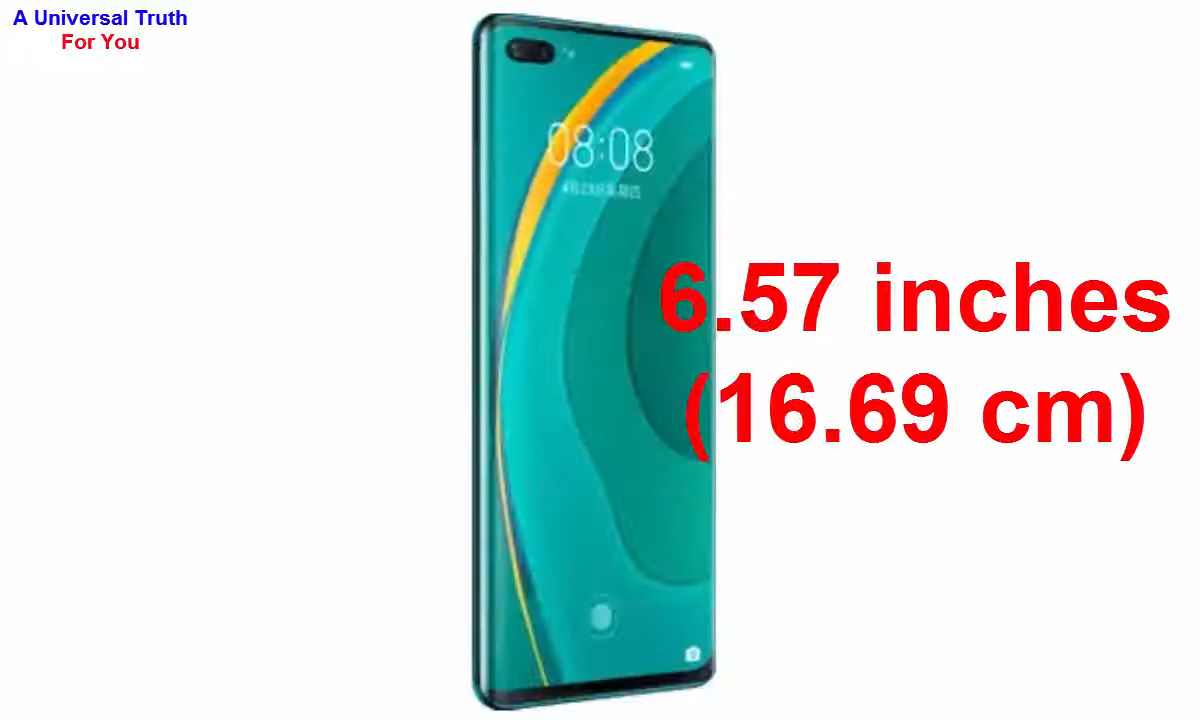 A Universal Truth
For You
08:08
6.57 inches
(16.69 cm)